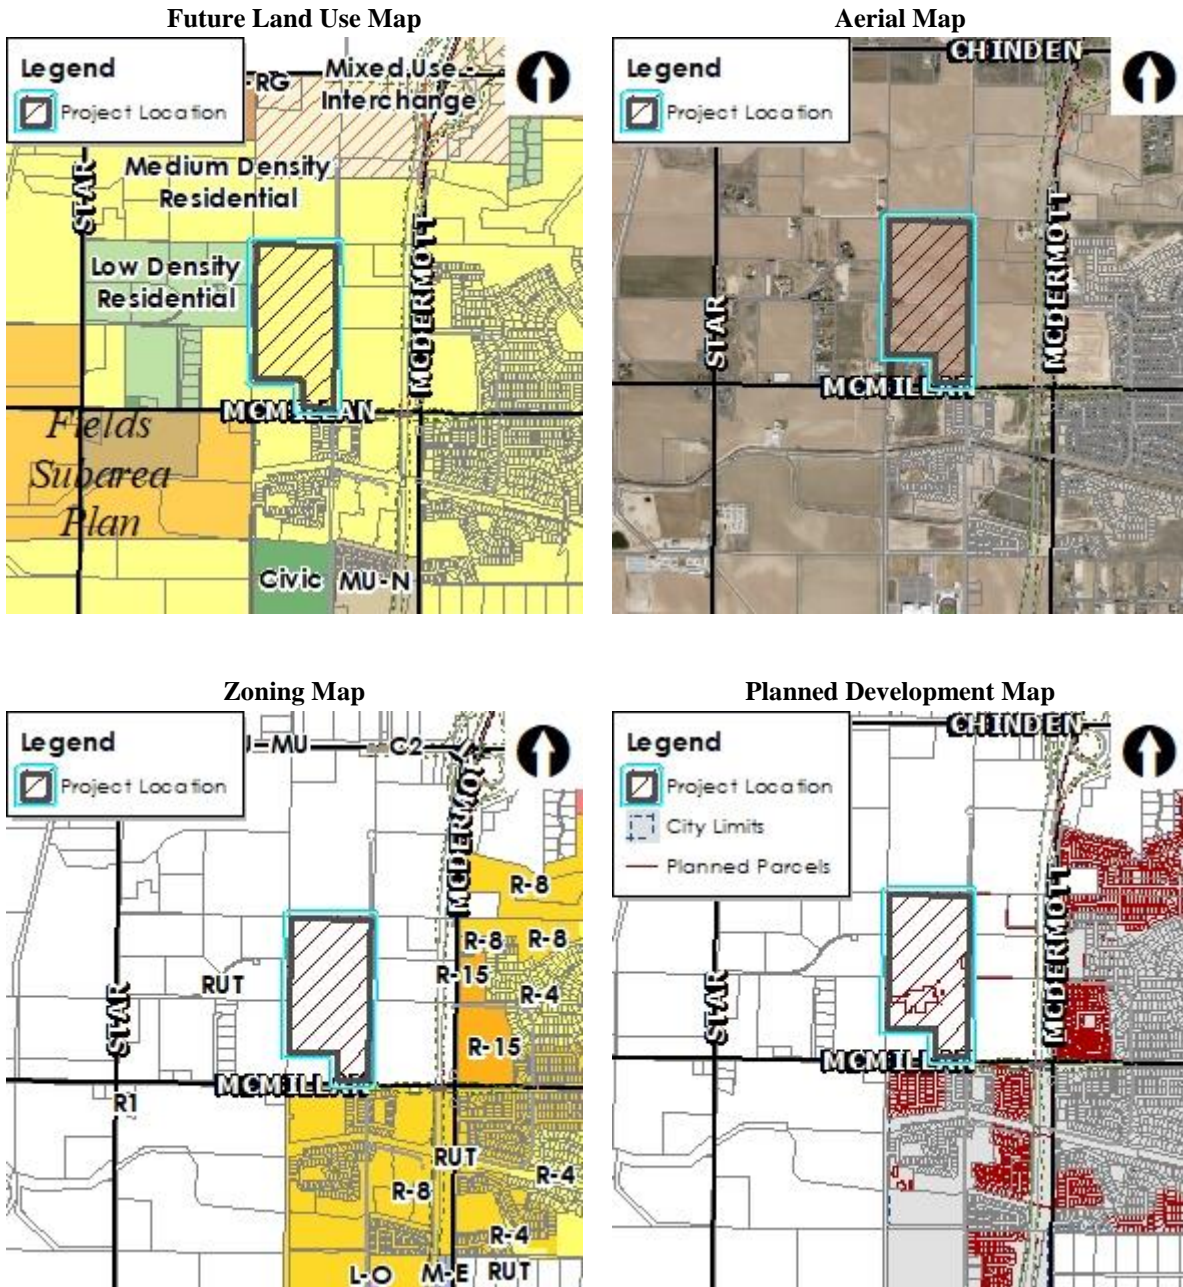 Future Land Use Map
Legend
Project Location
-RG
Mixed Use -
Interchange
Medium Density
Residential
STAR
Low Density
Residential
MCDERMOTT
MCMILLAN
Fields
Subarea
Plan
Civic
MU-N
Aerial Map
Legend
Project Location
CHINDEN
STAR
MCDERMOTT
MCMILLAN
Zoning Map
Legend
Project Location
-MU
C2
MCDERMOTT
R-8
R-8
R-8
R-15
R-4
RUT
STAR
R-15
MCMILLAN
R1
RUT
R-4
R-8
R-4
L-O
M-E
RUT
Planned Development Map
Legend
Project Location
City Limits
Planned Parcels
CHINDEN
MCDERMOTT
STAR
MCMILLAN